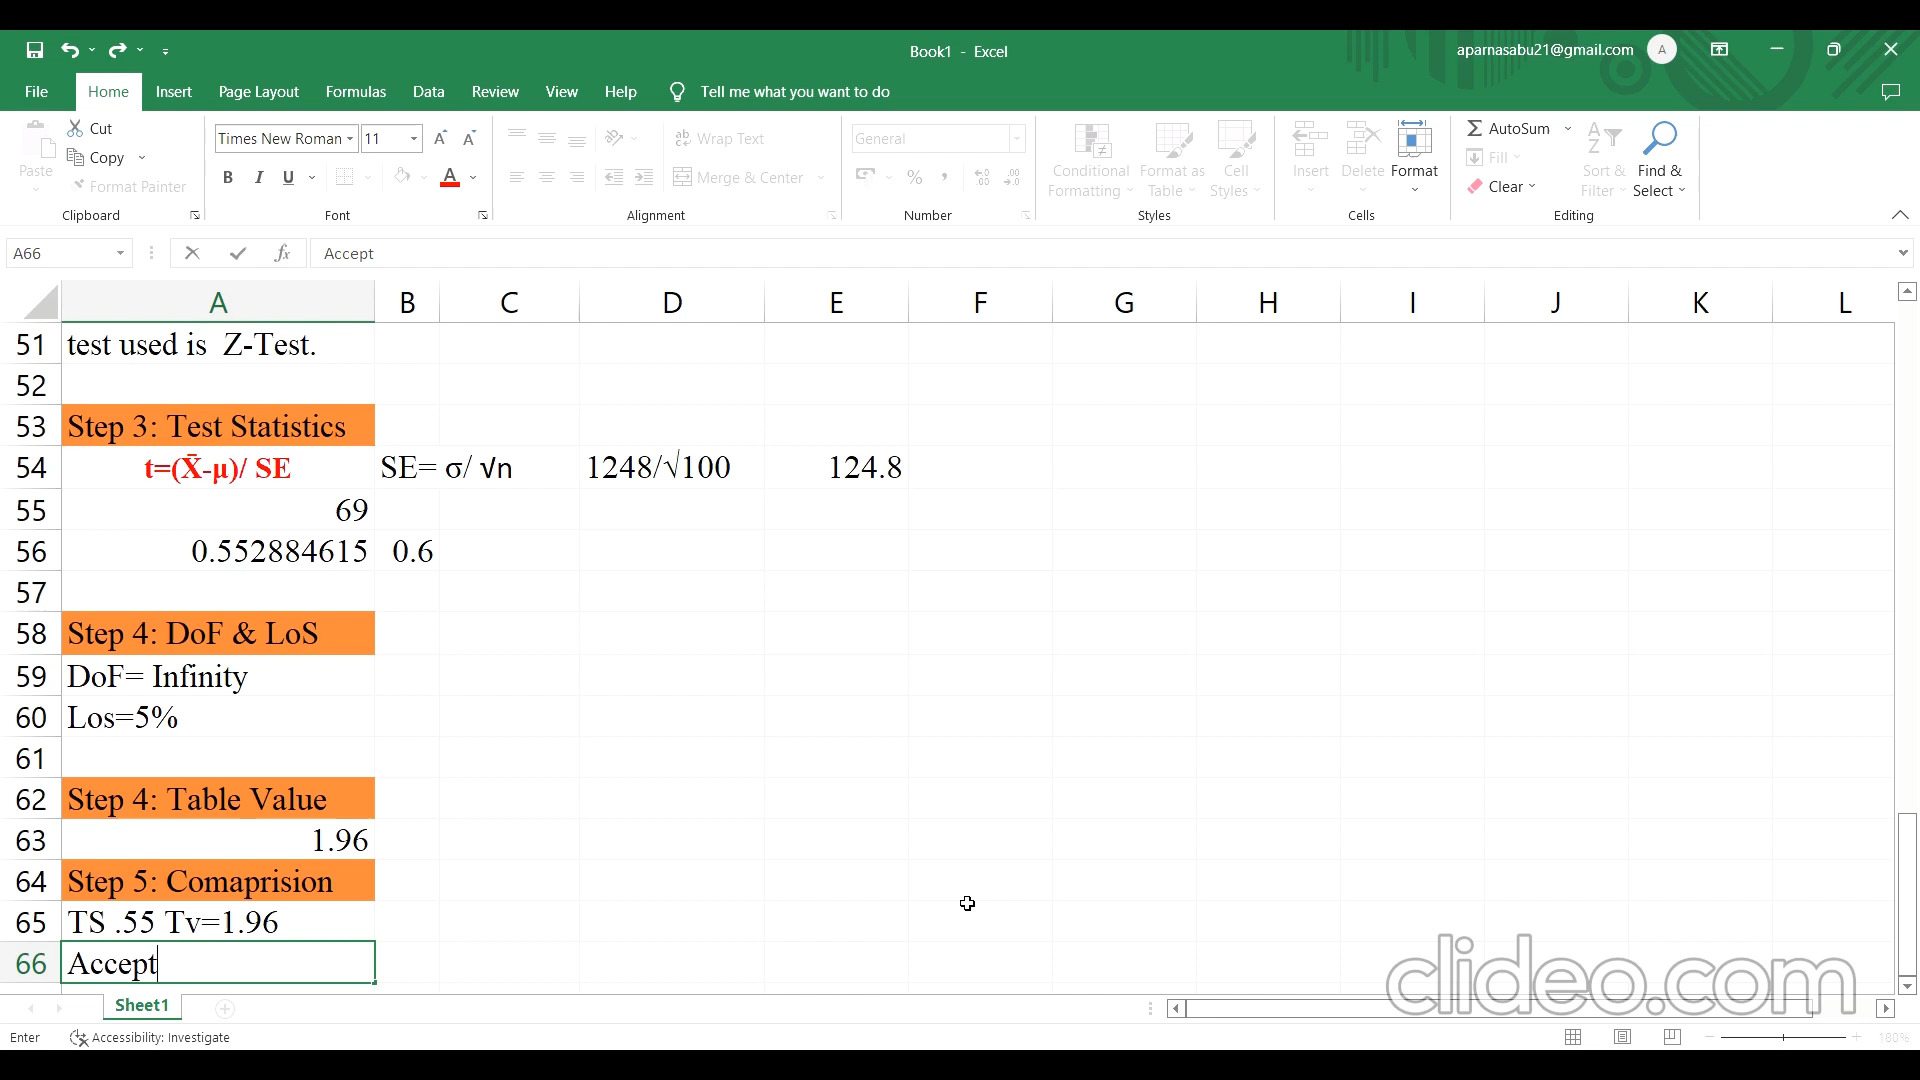 Book1 - Excel
aparnasabu21@gmail.com
A
File Home Insert Page Layout Formulas Data Review View Help Tell me what you want to do
Paste
Cut
Copy
Format Painter
Clipboard
Times New Roman 11
B I U A
Font
Wrap Text
Merge & Center
Alignment
General
Number
Conditional Formatting
Format as Table
Cell Styles
Styles
Insert Delete Format
Cells
AutoSum
Fill
Clear
Sort & Filter
Find & Select
Editing
A66
fx
Accept
A B C D E F G H I J K L
51 test used is Z-Test.
52
53 Step 3: Test Statistics
54 t=(X̄-μ)/ SE SE= σ/ √n 1248/√100 124.8
55 69
56 0.552884615 0.6
57
58 Step 4: DoF & LoS
59 DoF= Infinity
60 Los=5%
61
62 Step 4: Table Value
63 1.96
64 Step 5: Comaprision
65 TS .55 Tv=1.96
66 Accept
clideo.com
Sheet1
Enter
Accessibility: Investigate
180%